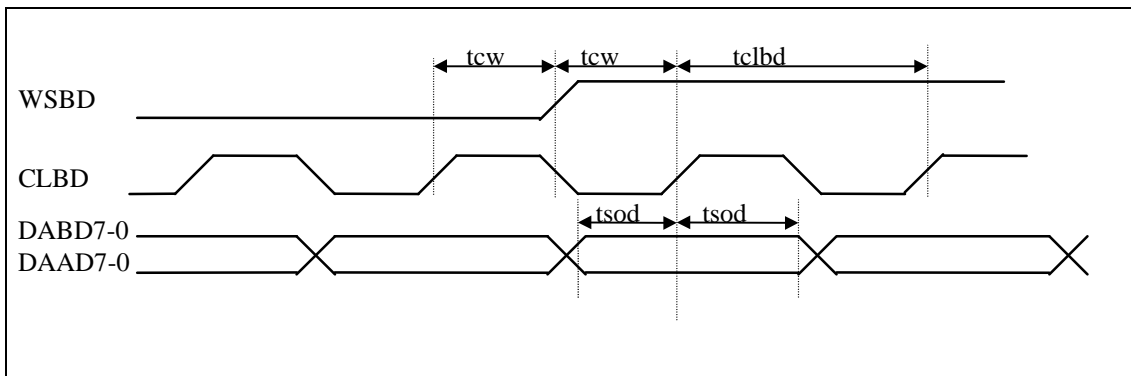 tcw tcw tclbd
WSBD
CLBD
tsod tsod
DABD7-0
DAAD7-0